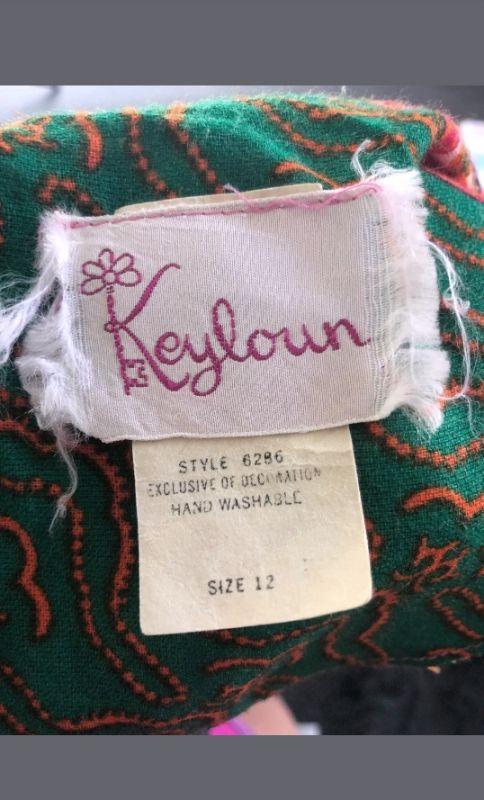 Keyloun
STYLE 6286
EXCLUSIVE OF DECORATION
HAND WASHABLE
SIZE 12